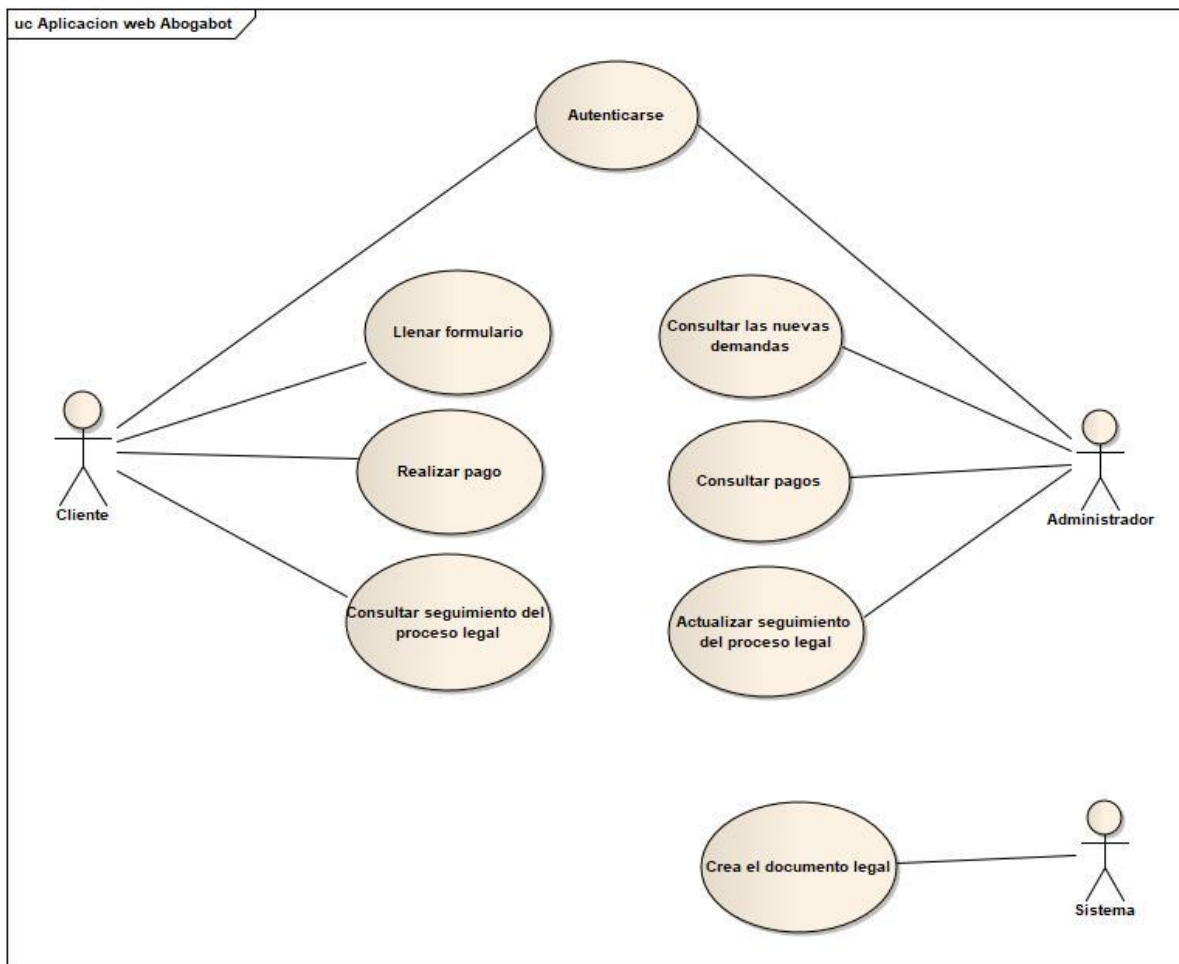 uc Aplicacion web Abogabot
Autenticarse
Llenar formulario
Consultar las nuevas
demandas
Realizar pago
Consultar pagos
Cliente
Administrador
Consultar seguimiento del
proceso legal
Actualizar seguimiento
del proceso legal
Crea el documento legal
Sistema